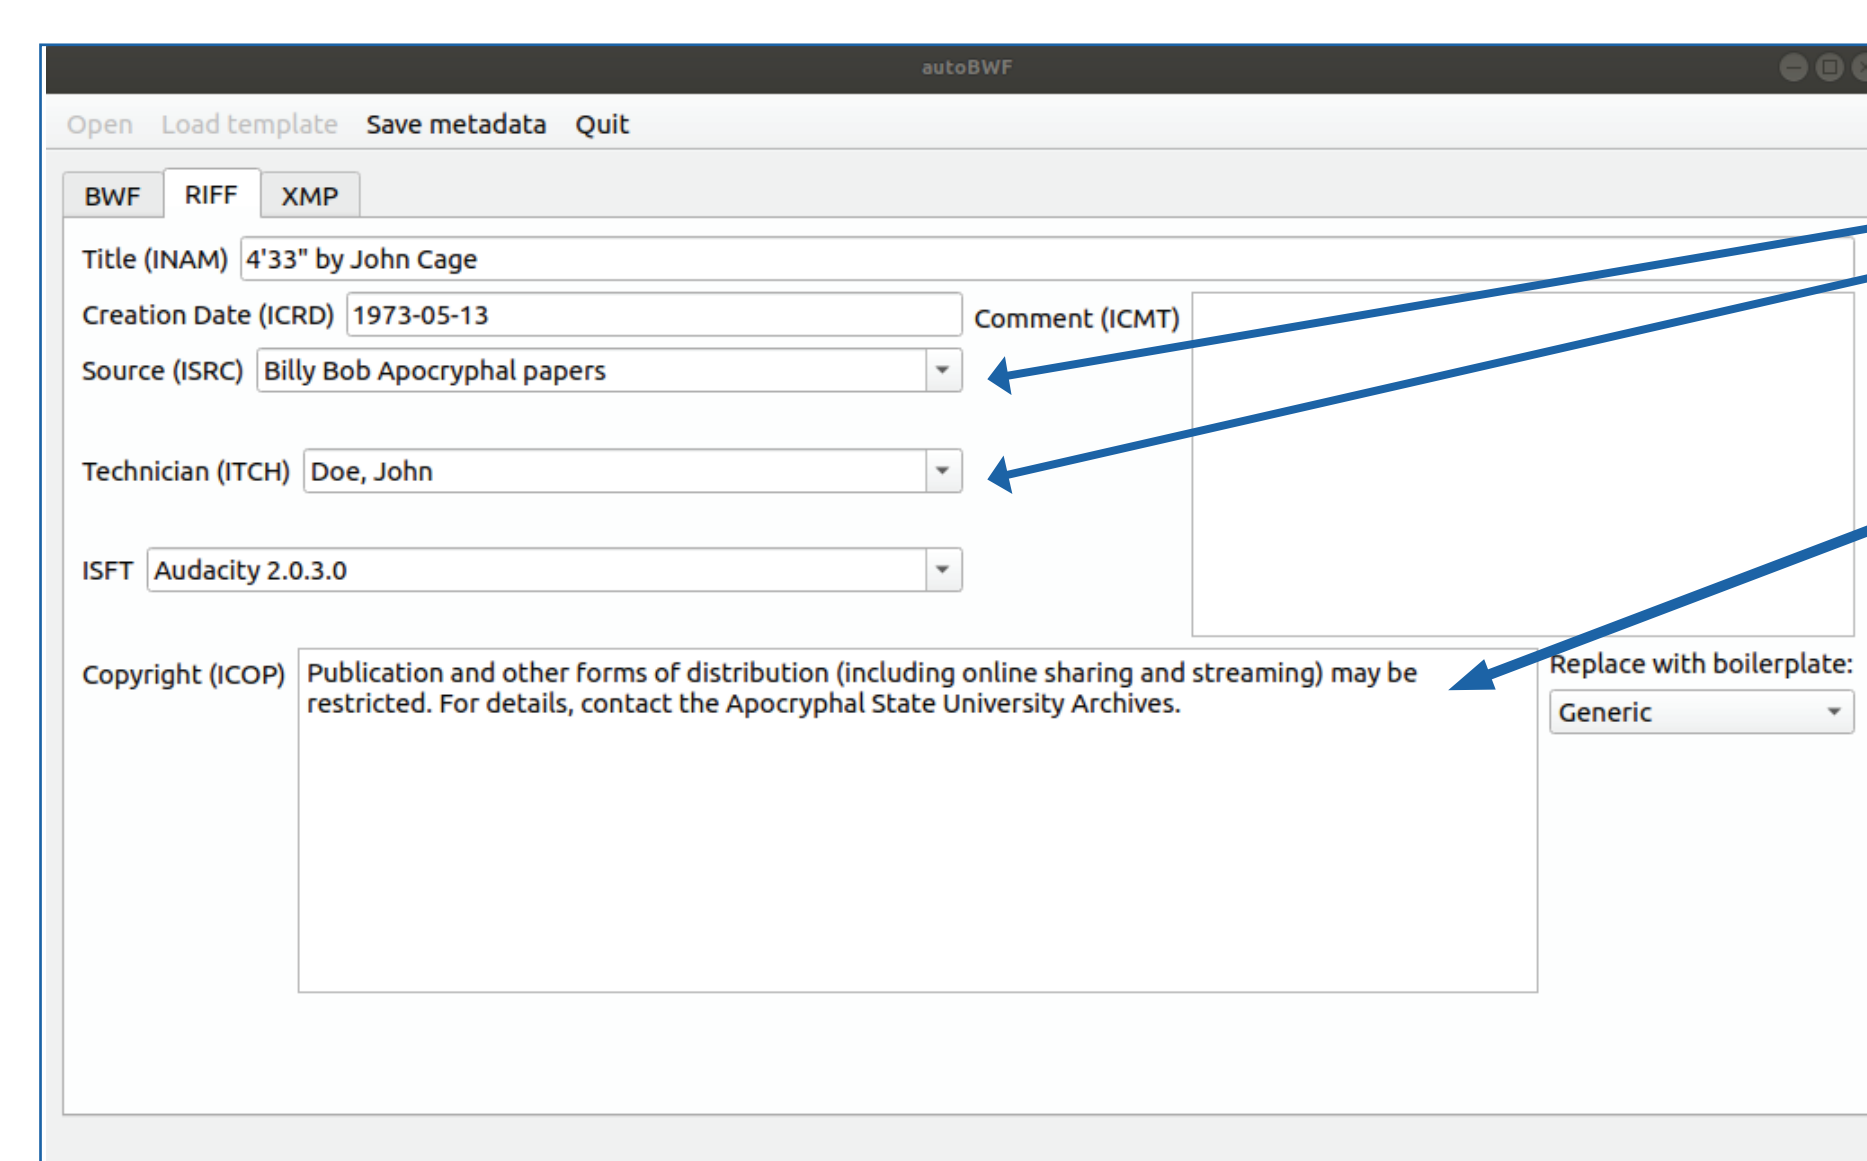 autoBWF
Open Load template Save metadata Quit
BWF RIFF XMP
Title (INAM) 4'33" by John Cage
Creation Date (ICRD) 1973-05-13
Comment (ICMT)
Source (ISRC) Billy Bob Apocryphal papers
Technician (ITCH) Doe, John
ISFT Audacity 2.0.3.0
Copyright (ICOP) Publication and other forms of distribution (including online sharing and streaming) may be
restricted. For details, contact the Apocryphal State University Archives.
Replace with boilerplate:
Generic